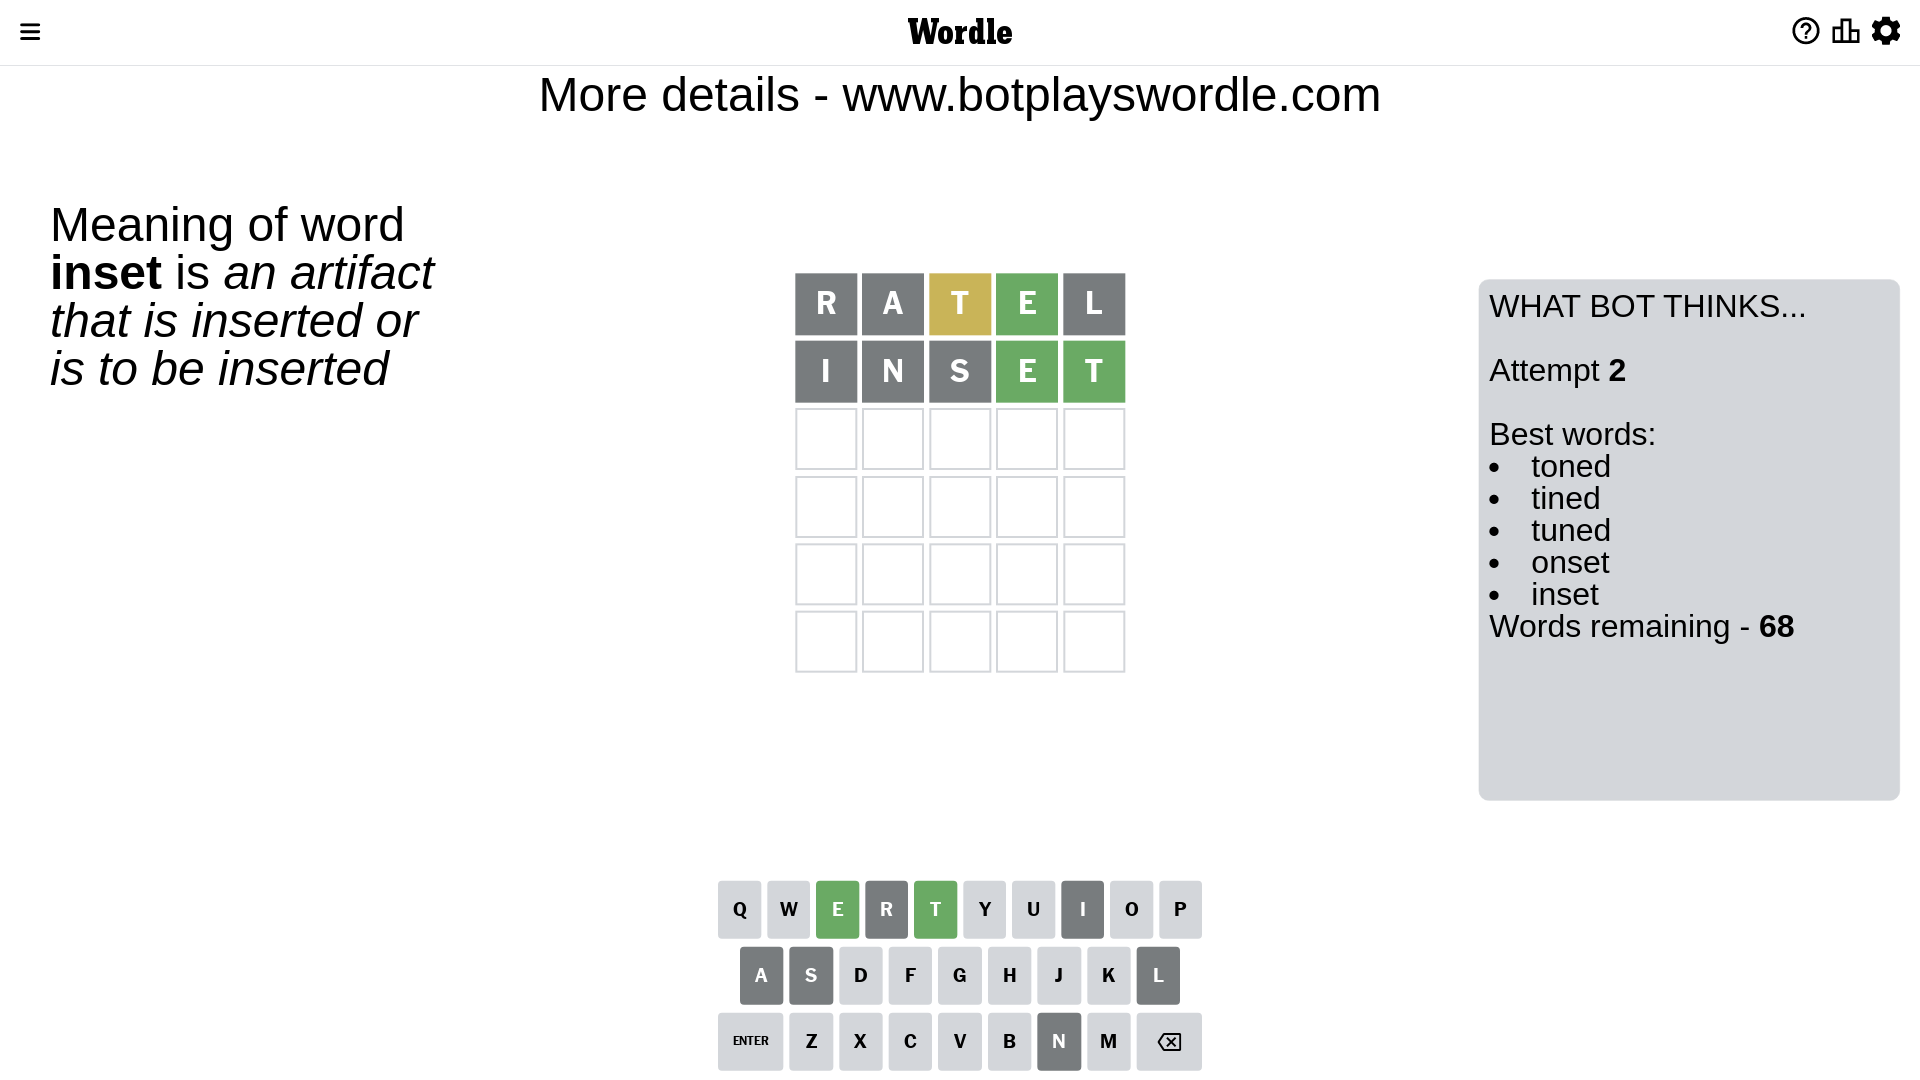 Wordle
More details - www.botplayswordle.com
Meaning of word
inset is an artifact
that is inserted or
is to be inserted
R A T E L
I N S E T
WHAT BOT THINKS...
Attempt 2
Best words:
• toned
• tined
• tuned
• onset
• inset
Words remaining - 68
Q W E R T Y U I O P
A S D F G H J K L
ENTER Z X C V B N M